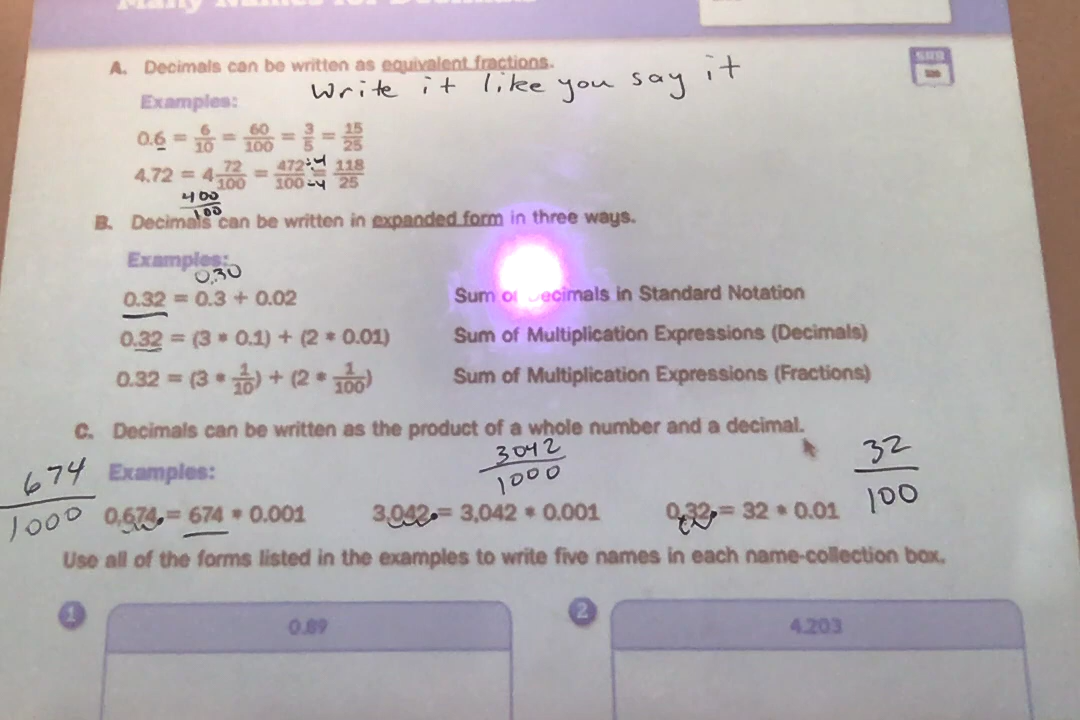 Many Names for Decimals
A. Decimals can be written as equivalent fractions.
Write it like you say it
SRB
Examples:
0.6 = 6/10 = 60/100 = 3/5 = 15/25
4.72 = 4 72/100 = 472/100 ÷4/÷4 = 118/25
400/100
B. Decimals can be written in expanded form in three ways.
Examples:
0.30
0.32 = 0.3 + 0.02 Sum of Decimals in Standard Notation
0.32 = (3 * 0.1) + (2 * 0.01) Sum of Multiplication Expressions (Decimals)
0.32 = (3 * 1/10) + (2 * 1/100) Sum of Multiplication Expressions (Fractions)
C. Decimals can be written as the product of a whole number and a decimal.
674/1000 Examples: 3042/1000 32/100
0.674 = 674 * 0.001 3.042 = 3,042 * 0.001 0.32 = 32 * 0.01
Use all of the forms listed in the examples to write five names in each name-collection box.
1 0.89 2 4.203